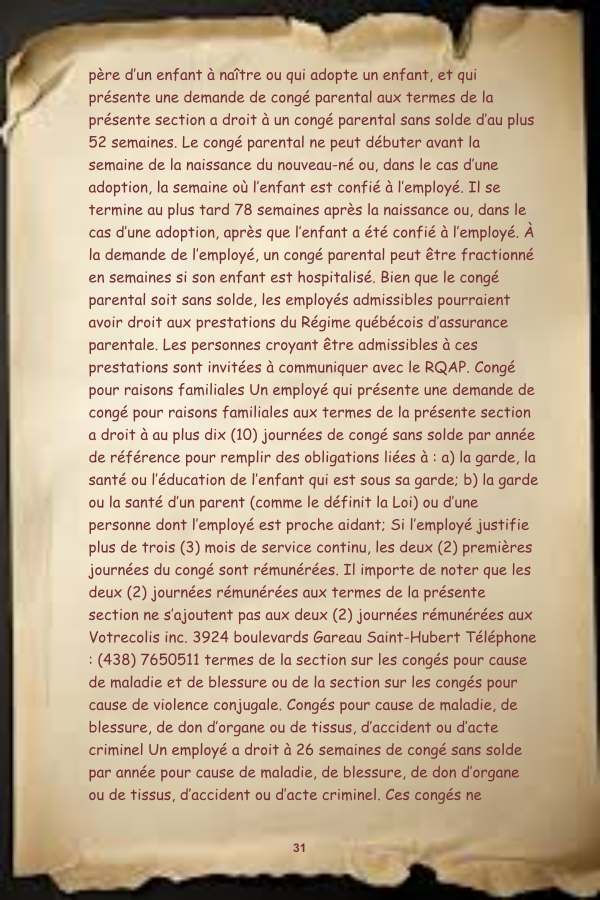 père d’un enfant à naître ou qui adopte un enfant, et qui
présente une demande de congé parental aux termes de la
présente section a droit à un congé parental sans solde d’au plus
52 semaines. Le congé parental ne peut débuter avant la
semaine de la naissance du nouveau-né ou, dans le cas d’une
adoption, la semaine où l’enfant est confié à l’employé. Il se
termine au plus tard 78 semaines après la naissance ou, dans le
cas d’une adoption, après que l’enfant a été confié à l’employé. À
la demande de l’employé, un congé parental peut être fractionné
en semaines si son enfant est hospitalisé. Bien que le congé
parental soit sans solde, les employés admissibles pourraient
avoir droit aux prestations du Régime québécois d’assurance
parentale. Les personnes croyant être admissibles à ces
prestations sont invitées à communiquer avec le RQAP. Congé
pour raisons familiales Un employé qui présente une demande de
congé pour raisons familiales aux termes de la présente section
a droit à au plus dix (10) journées de congé sans solde par année
de référence pour remplir des obligations liées à : a) la garde, la
santé ou l’éducation de l’enfant qui est sous sa garde; b) la garde
ou la santé d’un parent (comme le définit la Loi) ou d’une
personne dont l’employé est proche aidant; Si l’employé justifie
plus de trois (3) mois de service continu, les deux (2) premières
journées du congé sont rémunérées. Il importe de noter que les
deux (2) journées rémunérées aux termes de la présente
section ne s’ajoutent pas aux deux (2) journées rémunérées aux
Votrecolis inc. 3924 boulevards Gareau Saint-Hubert Téléphone
: (438) 7650511 termes de la section sur les congés pour cause
de maladie et de blessure ou de la section sur les congés pour
cause de violence conjugale. Congés pour cause de maladie, de
blessure, de don d’organe ou de tissus, d’accident ou d’acte
criminel Un employé a droit à 26 semaines de congé sans solde
par année pour cause de maladie, de blessure, de don d’organe
ou de tissus, d’accident ou d’acte criminel. Ces congés ne
31